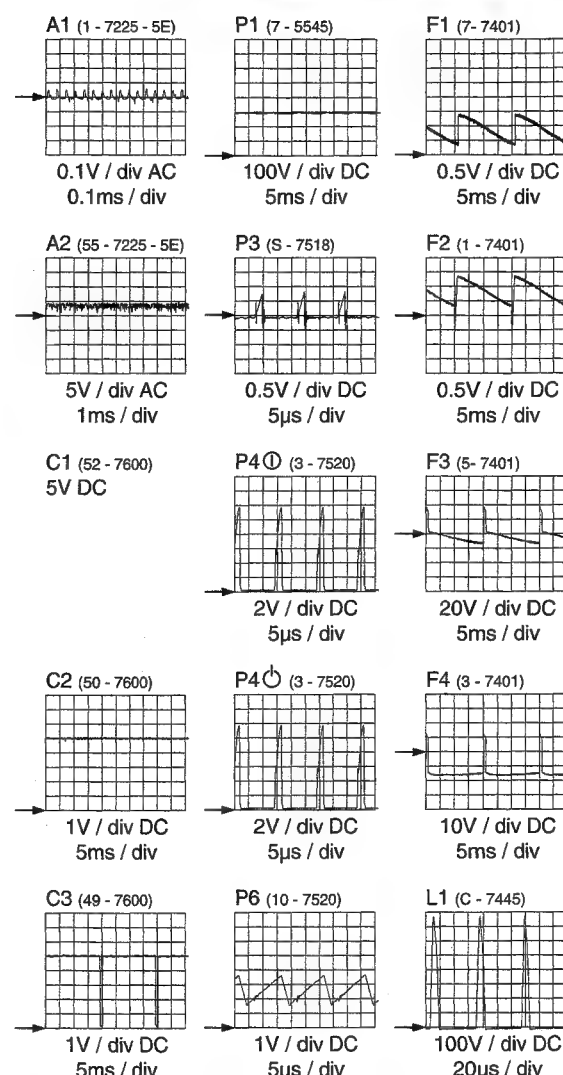 A1 (1 - 7225 - 5E)
0.1V / div AC
0.1ms / div
P1 (7 - 5545)
100V / div DC
5ms / div
F1 (7- 7401)
0.5V / div DC
5ms / div
A2 (55 - 7225 - 5E)
5V / div AC
1ms / div
P3 (S - 7518)
0.5V / div DC
5µs / div
F2 (1 - 7401)
0.5V / div DC
5ms / div
C1 (52 - 7600)
5V DC
P4 (3 - 7520)
2V / div DC
5µs / div
F3 (5- 7401)
20V / div DC
5ms / div
C2 (50 - 7600)
1V / div DC
5ms / div
P4 (3 - 7520)
2V / div DC
5µs / div
F4 (3 - 7401)
10V / div DC
5ms / div
C3 (49 - 7600)
1V / div DC
5ms / div
P6 (10 - 7520)
1V / div DC
5µs / div
L1 (C - 7445)
100V / div DC
20µs / div